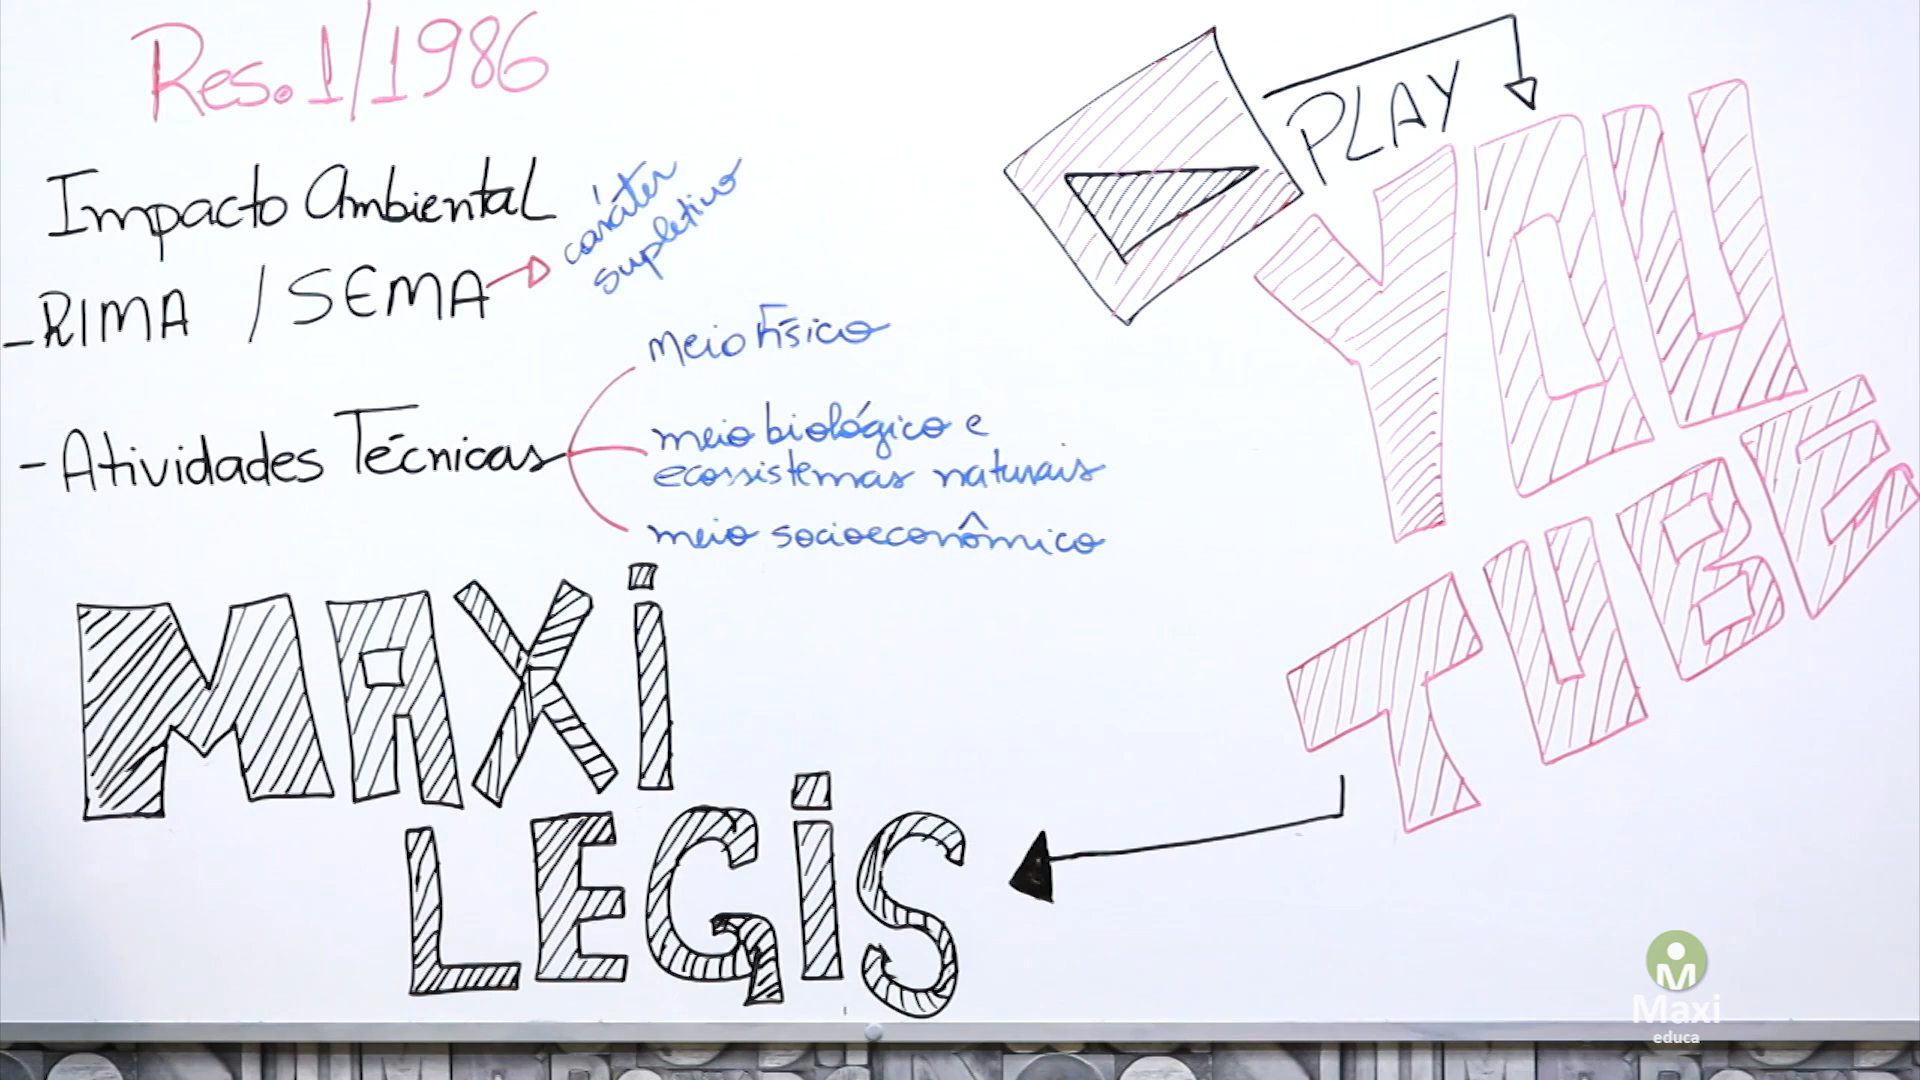 Res. 1/1986
Impacto Ambiental
- RIMA / SEMA
caráter
supletivo
- Atividades Técnicas
meio físico
meio biológico e
ecossistemas naturais
meio socioeconômico
PLAY
YOU
TUBE
MAXI
LEGIS
M
Maxi
educa